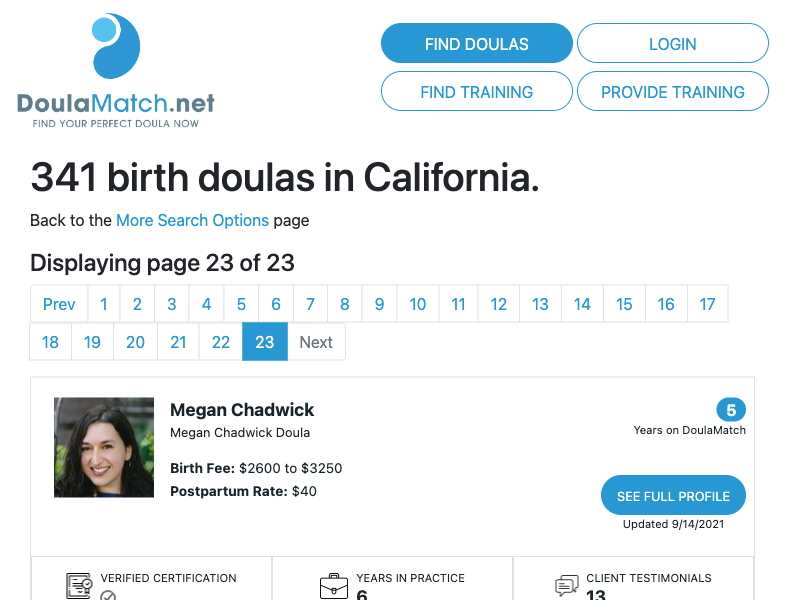 FIND DOULAS
LOGIN
FIND TRAINING
PROVIDE TRAINING
DoulaMatch.net
FIND YOUR PERFECT DOULA NOW
341 birth doulas in California.
Back to the More Search Options page
Displaying page 23 of 23
Prev 1 2 3 4 5 6 7 8 9 10 11 12 13 14 15 16 17
18 19 20 21 22 23 Next
Megan Chadwick
Megan Chadwick Doula
Birth Fee: $2600 to $3250
Postpartum Rate: $40
5
Years on DoulaMatch
SEE FULL PROFILE
Updated 9/14/2021
VERIFIED CERTIFICATION
YEARS IN PRACTICE
6
CLIENT TESTIMONIALS
13